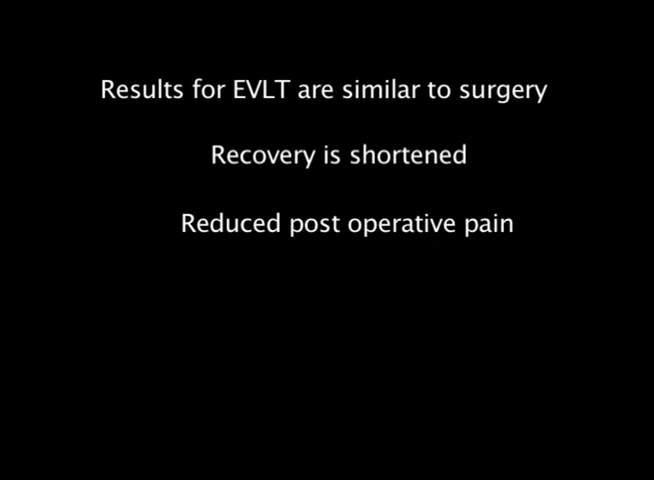 Results for EVLT are similar to surgery
Recovery is shortened
Reduced post operative pain